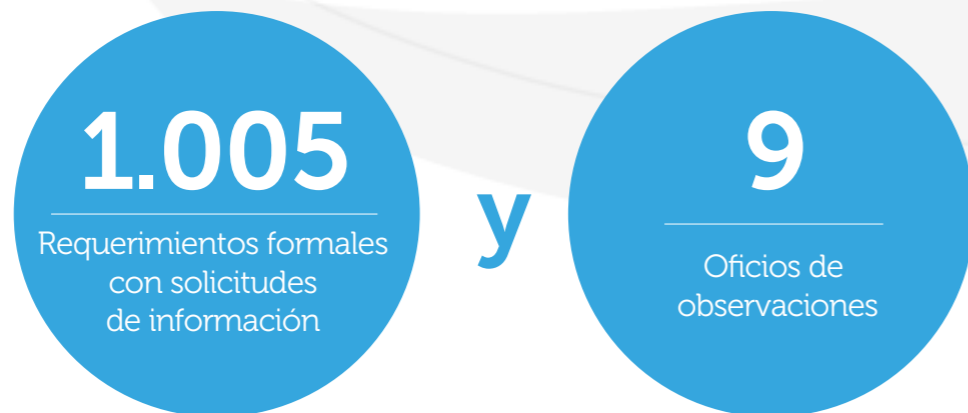 1.005
Requerimientos formales
con solicitudes
de información
y
9
Oficios de
observaciones